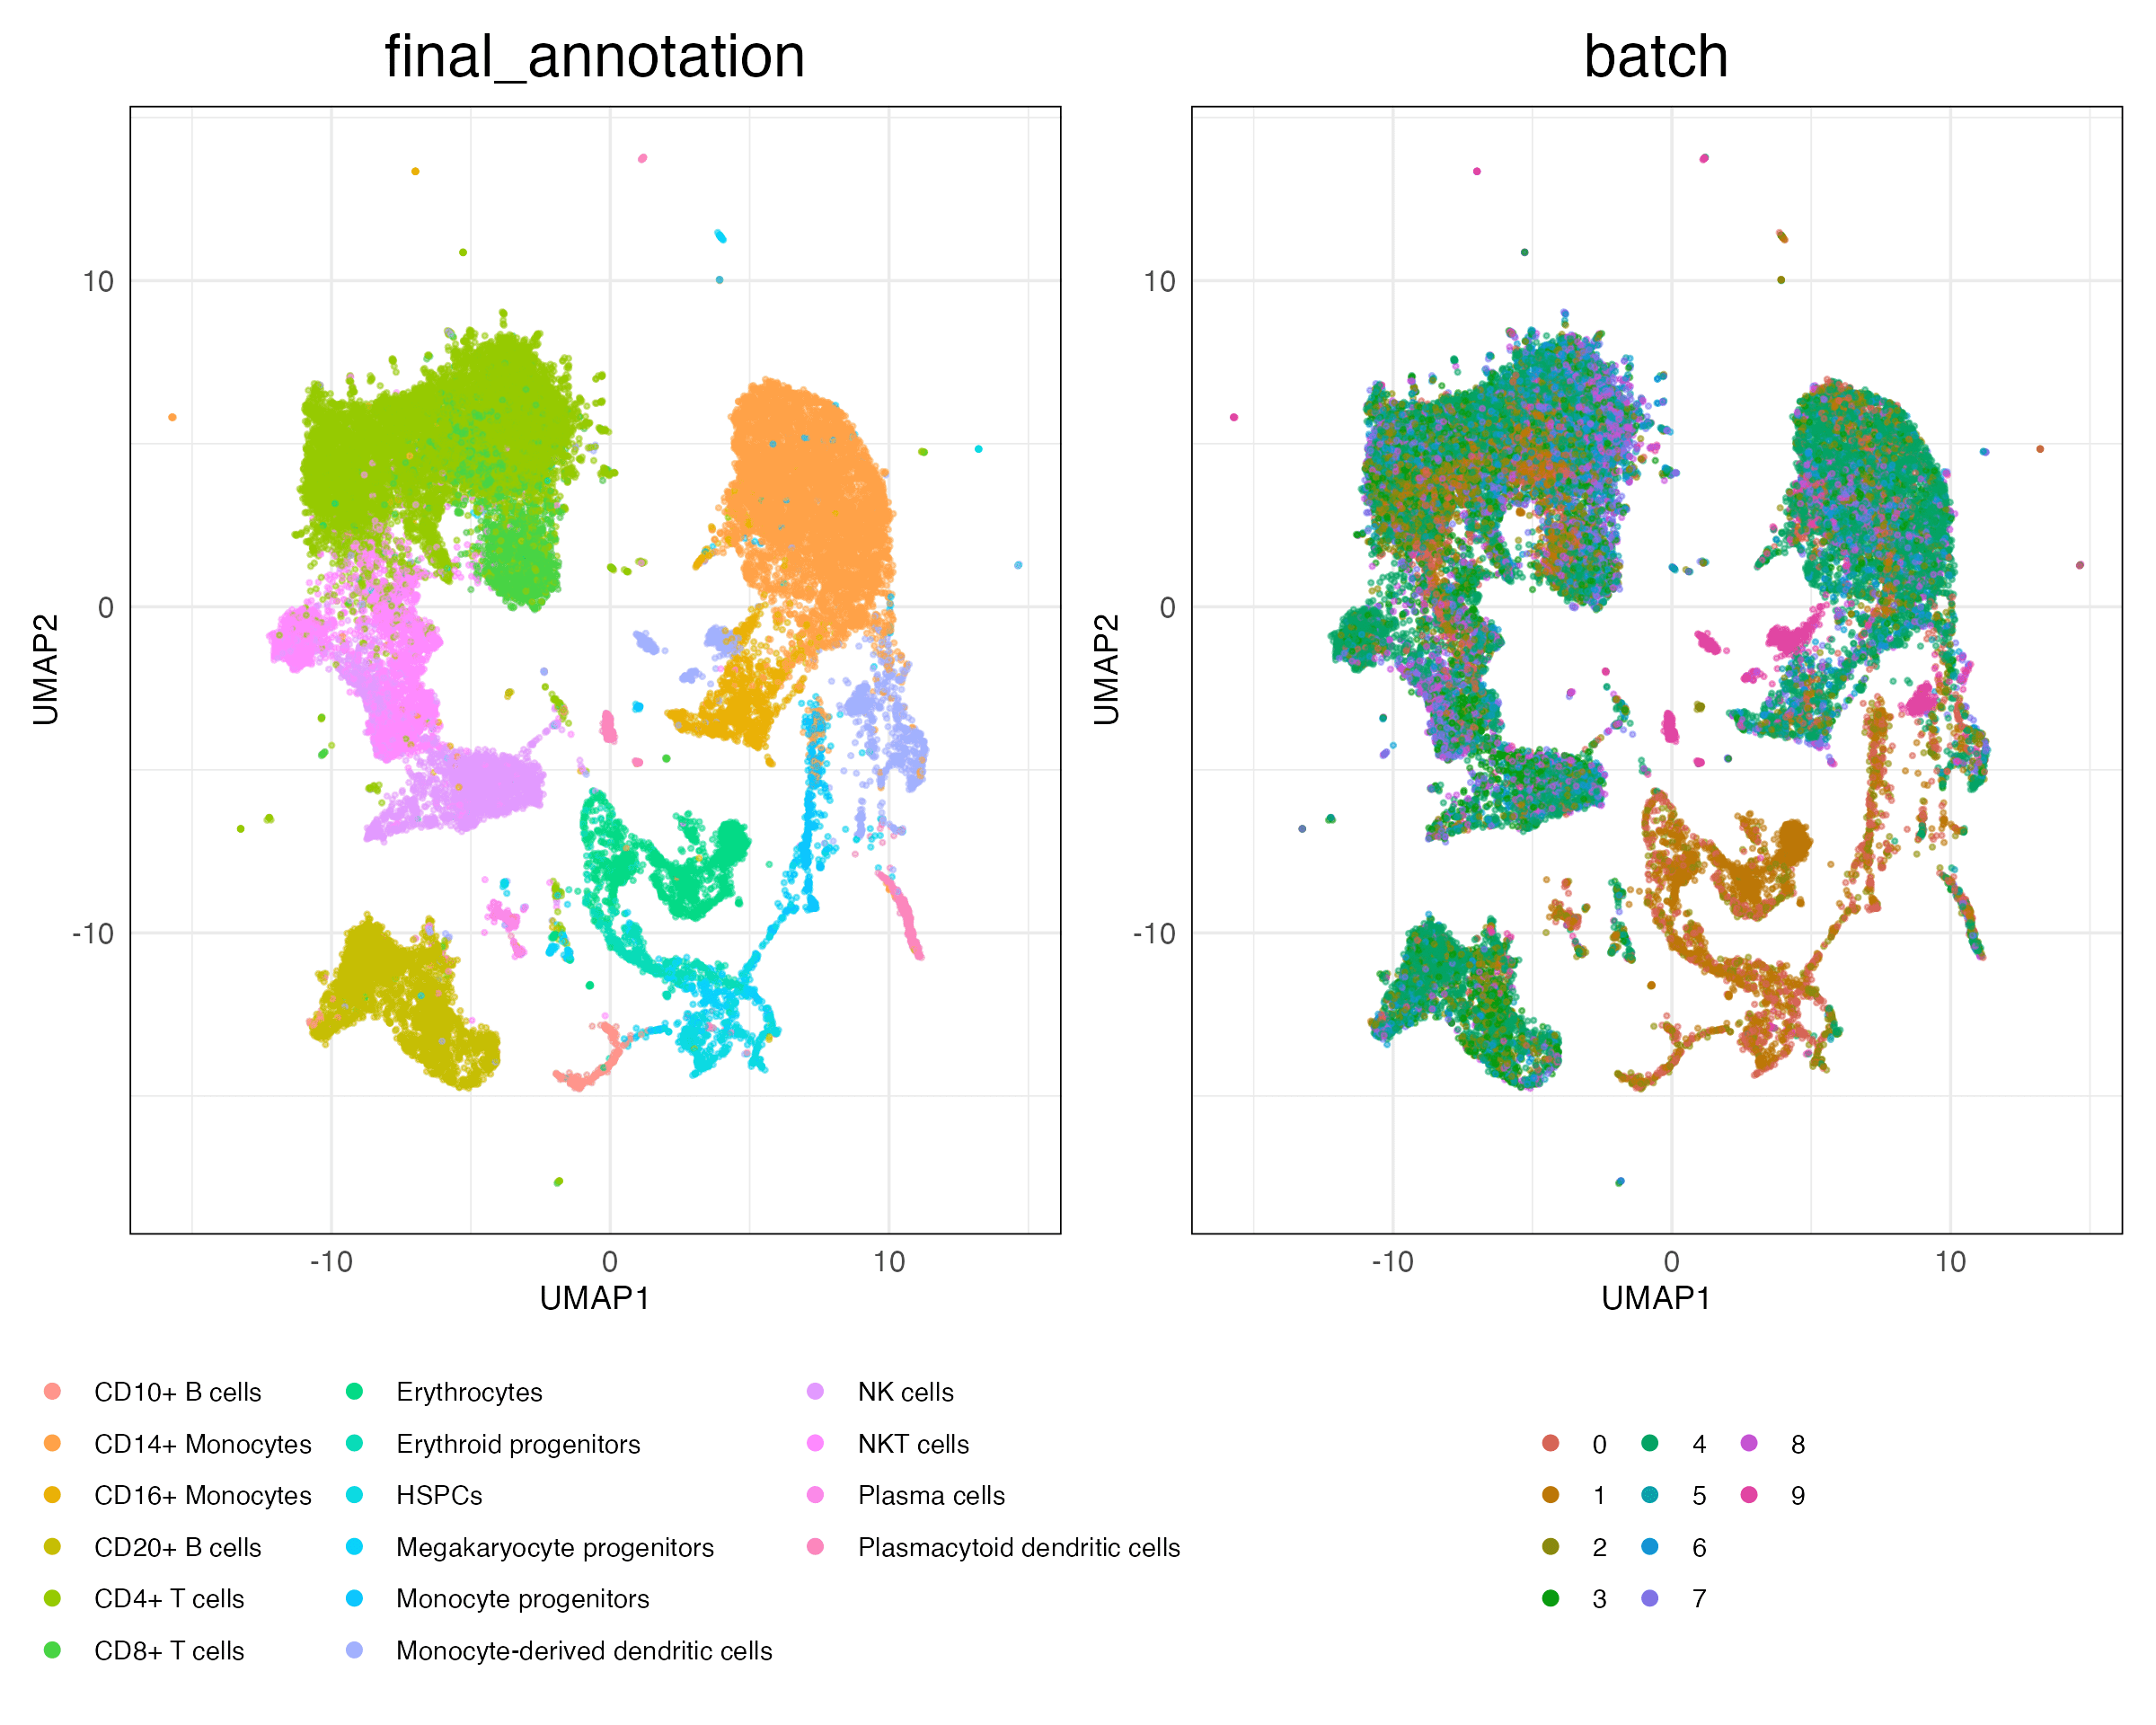 final_annotation
batch
10
0
-10
UMAP2
-10 0 10
UMAP1
10
0
-10
UMAP2
-10 0 10
UMAP1
CD10+ B cells
CD14+ Monocytes
CD16+ Monocytes
CD20+ B cells
CD4+ T cells
CD8+ T cells
Erythrocytes
Erythroid progenitors
HSPCs
Megakaryocyte progenitors
Monocyte progenitors
Monocyte-derived dendritic cells
NK cells
NKT cells
Plasma cells
Plasmacytoid dendritic cells
0
1
2
3
4
5
6
7
8
9